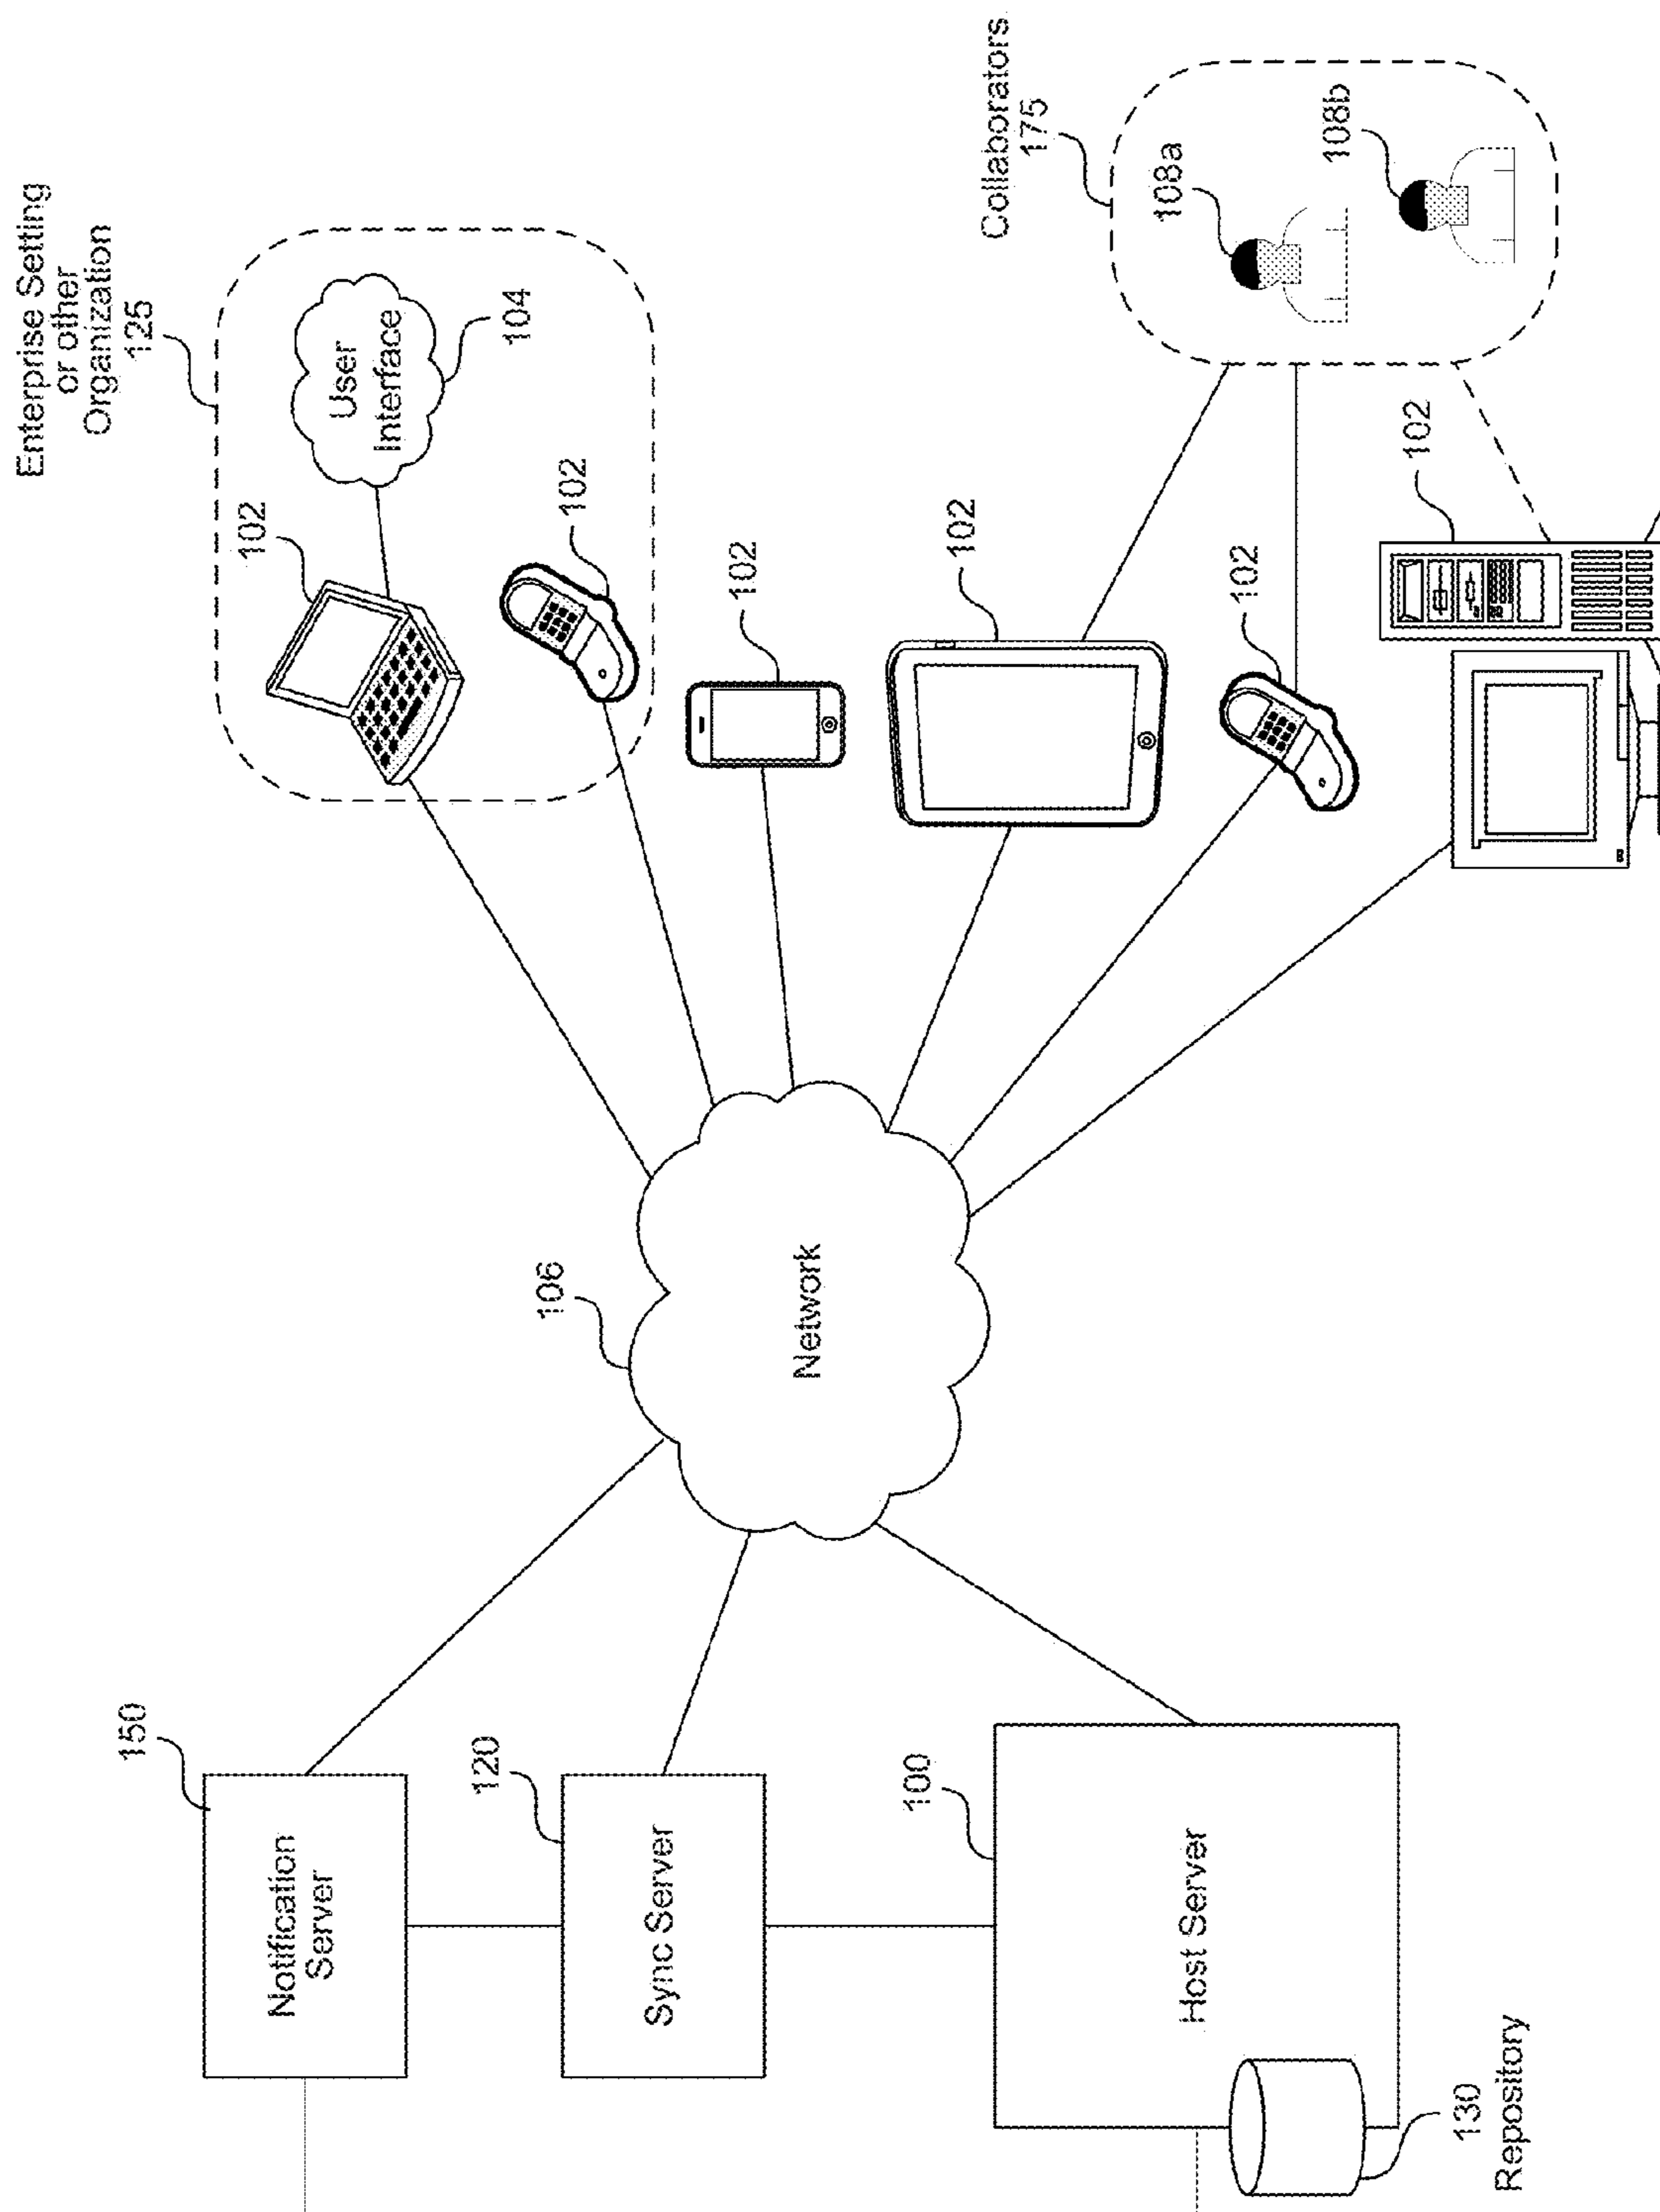 Enterprise Setting
or other
Organization
125
102
User
Interface
104
102
102
102
Collaborators
175
108a
108b
102
102
106
Network
150
Notification
Server
120
Sync Server
100
Host Server
130
Repository